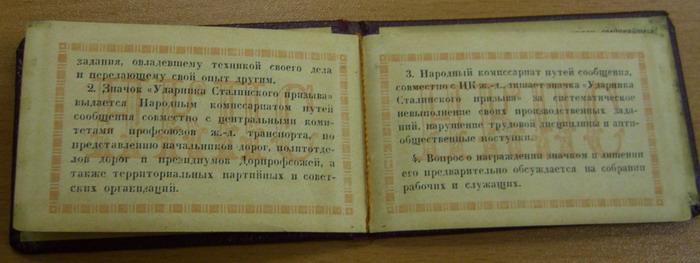 задания, овладевшему техникой своего дела
и передающему свой опыт другим.
2. Значок «Ударника Сталинского призыва»
выдается Народным комиссариатом путей
сообщения совместно с центральными коми-
тетами профсоюзов ж.-д. транспорта, по
представлению начальников дорог, политотде-
лов дорог и президиумов Дорпрофсожей, а
также территориальных партийных и совет-
ских организаций.
3. Народный комиссариат путей сообщения,
совместно с ЦК ж.-д., лишает значка «Ударника
Сталинского призыва» за систематическое
невыполнение своих производственных зада-
ний, нарушение трудовой дисциплины и анти-
общественные поступки.
4. Вопрос о награждении значком и лишении
его предварительно обсуждается на собрании
рабочих и служащих.